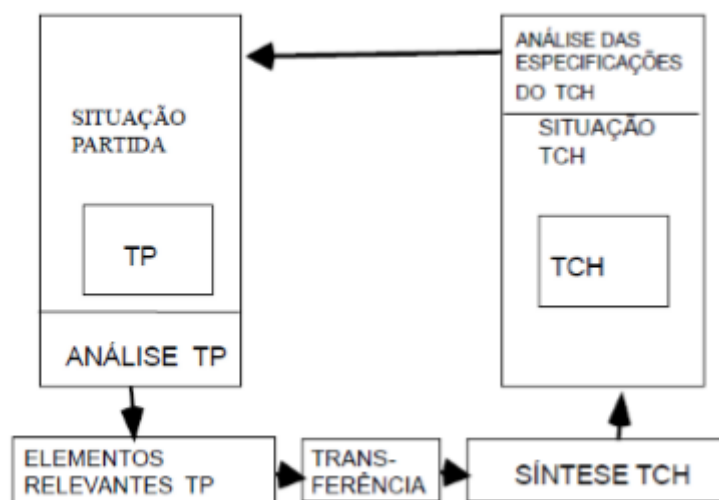 SITUAÇÃO
PARTIDA
TP
ANÁLISE TP
ELEMENTOS
RELEVANTES TP
TRANS-
FERÊNCIA
SÍNTESE TCH
ANÁLISE DAS
ESPECIFICAÇÕES
DO TCH
SITUAÇÃO
TCH
TCH